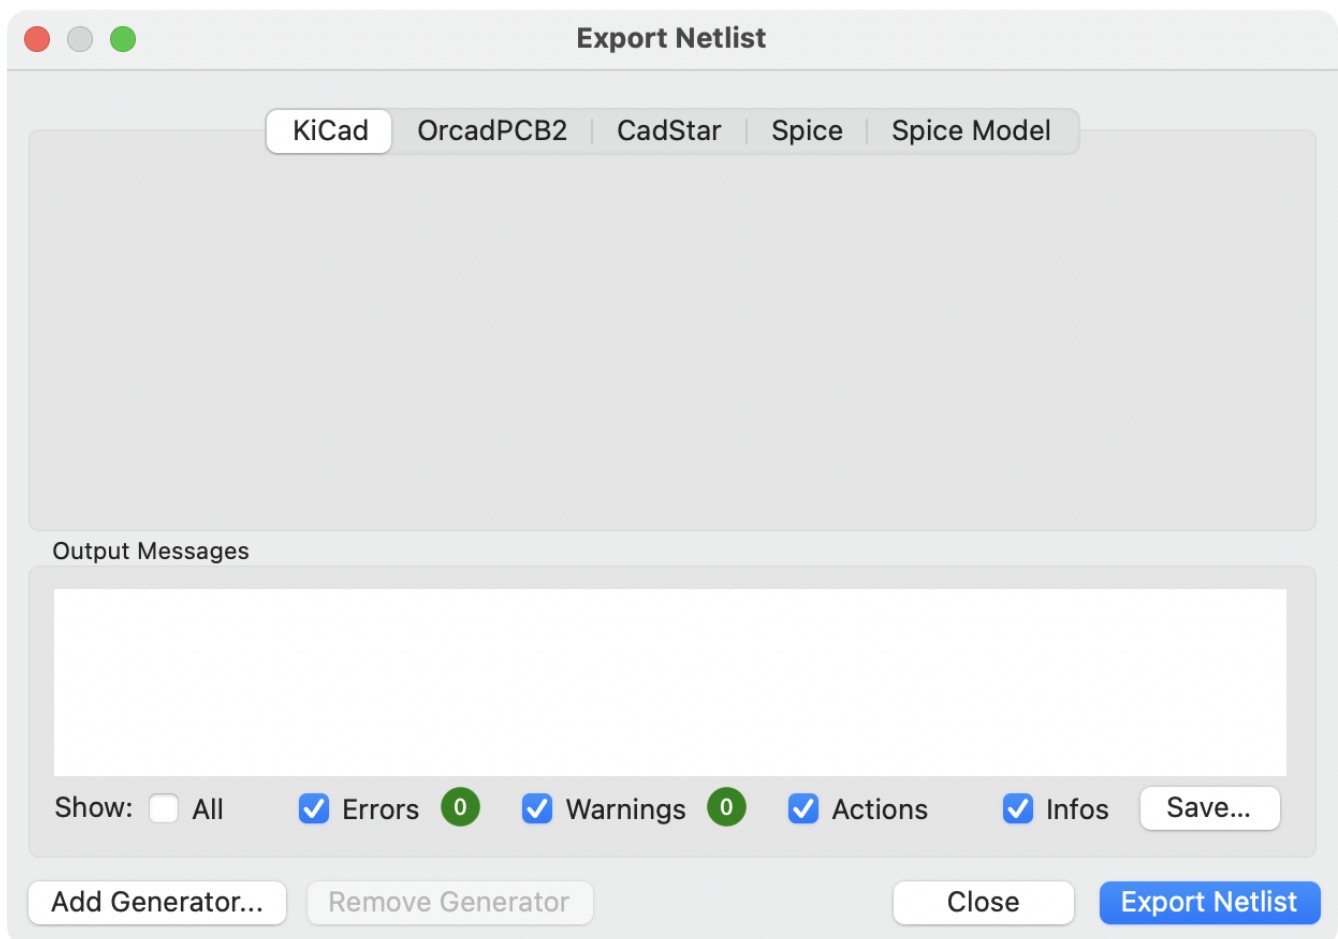 Export Netlist
KiCad OrcadPCB2 CadStar Spice Spice Model
Output Messages
Show: All Errors 0 Warnings 0 Actions Infos Save...
Add Generator... Remove Generator Close Export Netlist